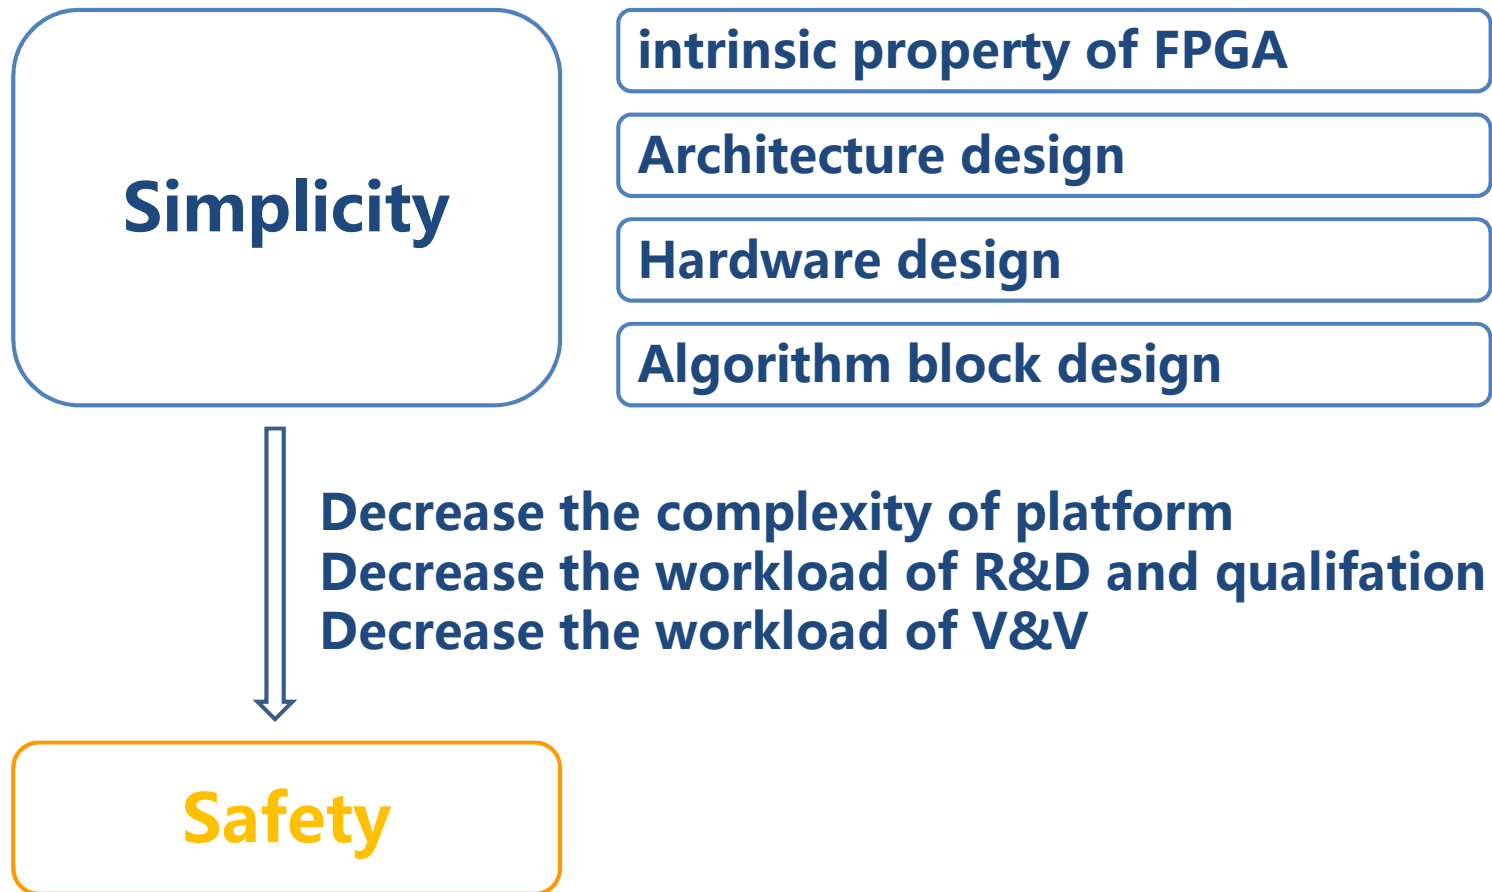 Simplicity
intrinsic property of FPGA
Architecture design
Hardware design
Algorithm block design
Decrease the complexity of platform
Decrease the workload of R&D and qualifation
Decrease the workload of V&V
Safety